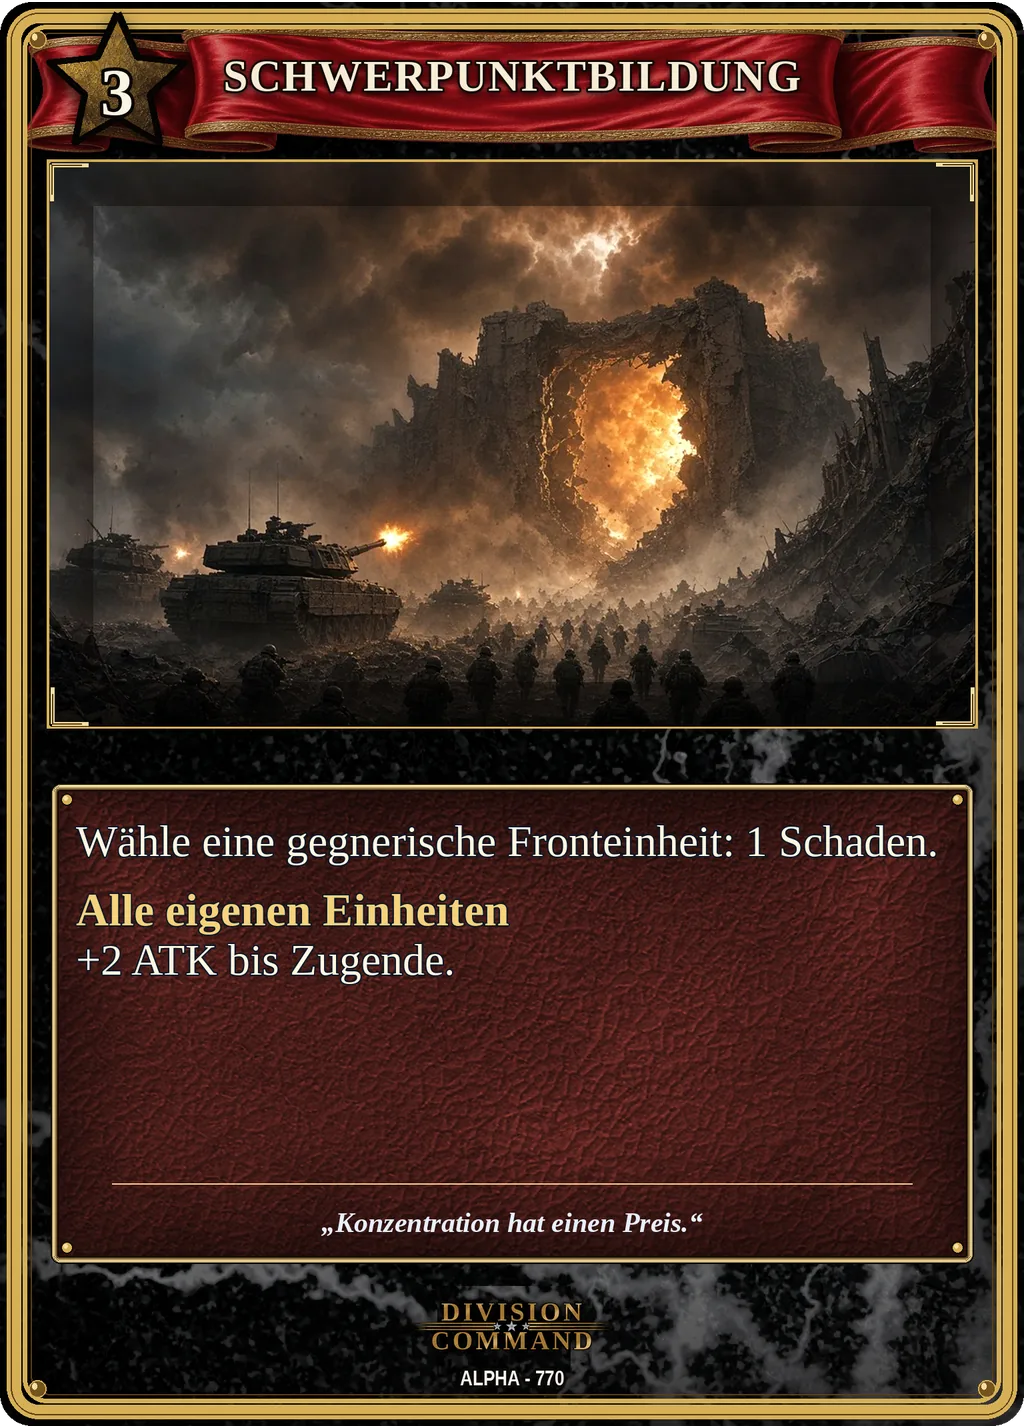 3
SCHWERPUNKTBILDUNG
Wähle eine gegnerische Fronteinheit: 1 Schaden.
Alle eigenen Einheiten
+2 ATK bis Zugende.
„Konzentration hat einen Preis.“
DIVISION
COMMAND
ALPHA - 770